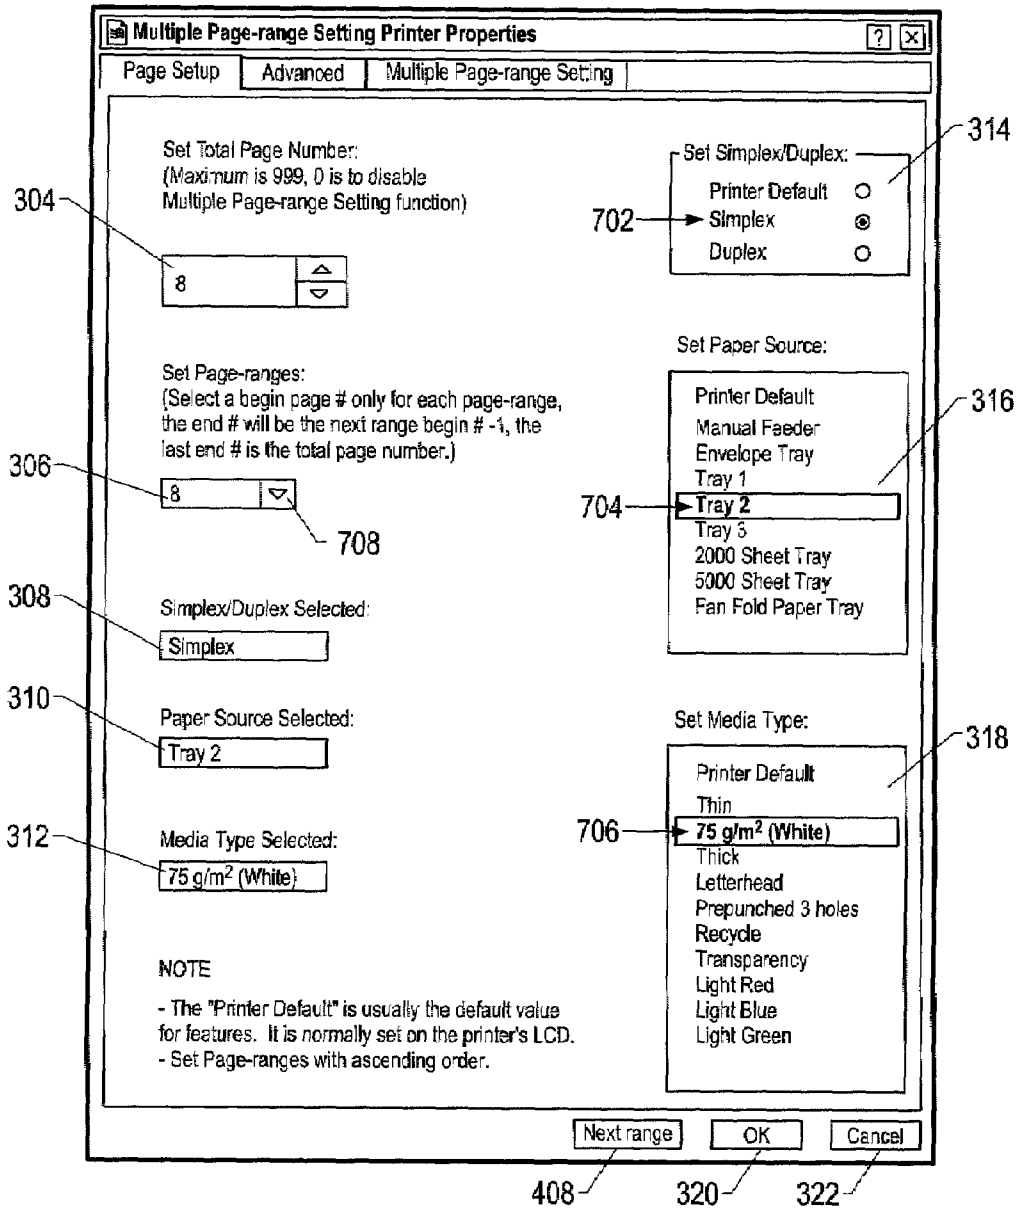 Multiple Page-range Setting Printer Properties
? X
Page Setup Advanced Multiple Page-range Setting
Set Total Page Number:
(Maximum is 999, 0 is to disable
Multiple Page-range Setting function)
304
8
Set Page-ranges:
(Select a begin page # only for each page-range,
the end # will be the next range begin # -1, the
last end # is the total page number.)
306
8
708
308
Simplex/Duplex Selected:
Simplex
310
Paper Source Selected:
Tray 2
312
Media Type Selected:
75 g/m² (White)
NOTE
- The "Printer Default" is usually the default value
for features. It is normally set on the printer's LCD.
- Set Page-ranges with ascending order.
314
Set Simplex/Duplex:
Printer Default
702
Simplex
Duplex
Set Paper Source:
316
Printer Default
Manual Feeder
Envelope Tray
Tray 1
704
Tray 2
Tray 3
2000 Sheet Tray
5000 Sheet Tray
Fan Fold Paper Tray
Set Media Type:
318
Printer Default
Thin
706
75 g/m² (White)
Thick
Letterhead
Prepunched 3 holes
Recycle
Transparency
Light Red
Light Blue
Light Green
Next range OK Cancel
408 320 322